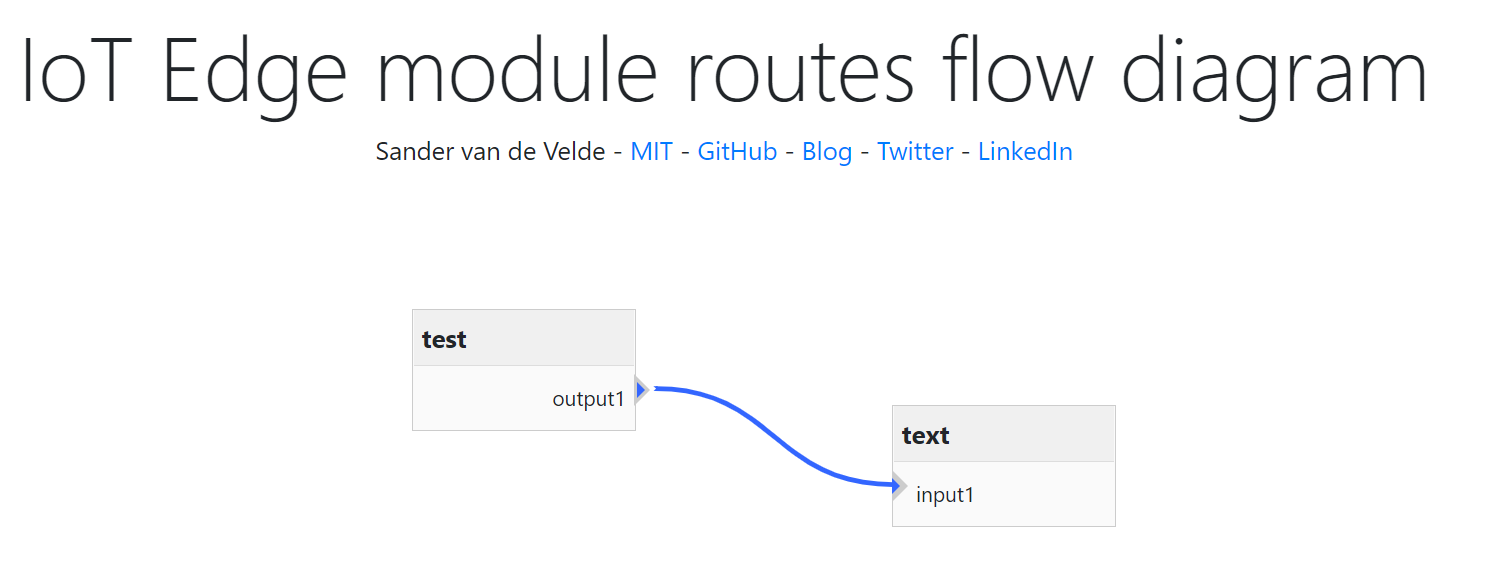 IoT Edge module routes flow diagram
Sander van de Velde - MIT - GitHub - Blog - Twitter - LinkedIn
test
output1
text
input1